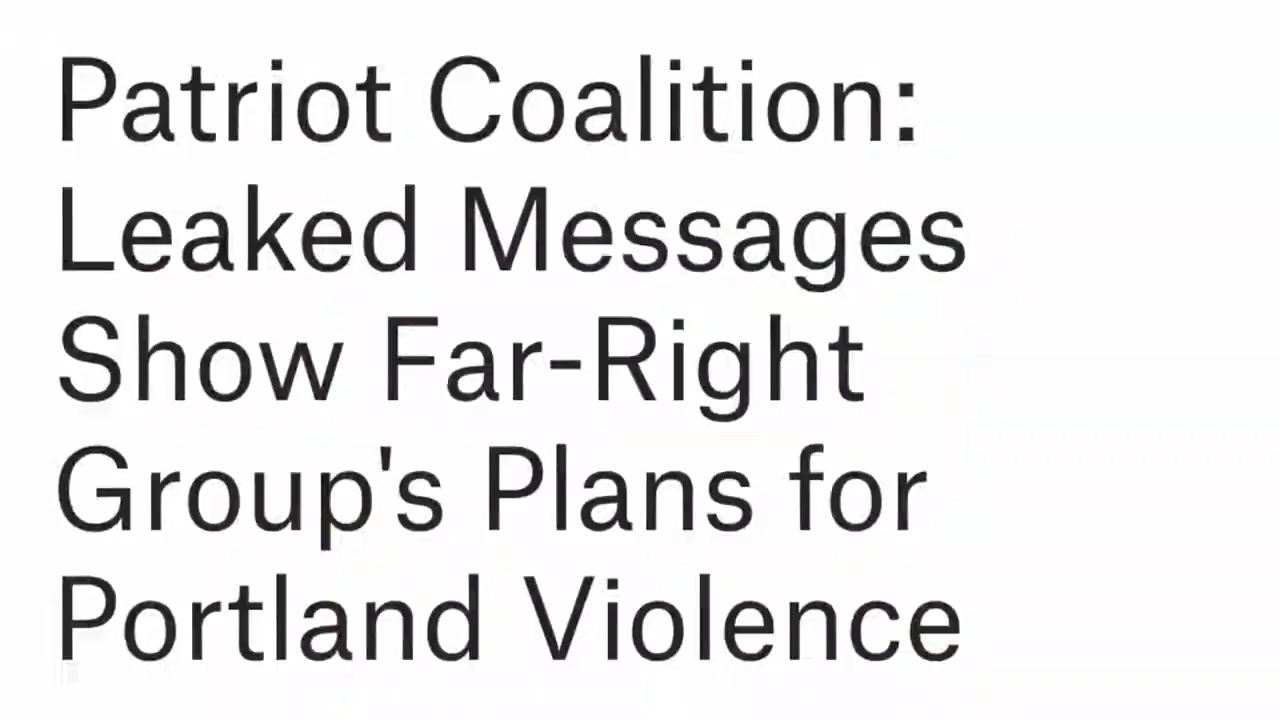 Patriot Coalition:
Leaked Messages
Show Far-Right
Group's Plans for
Portland Violence